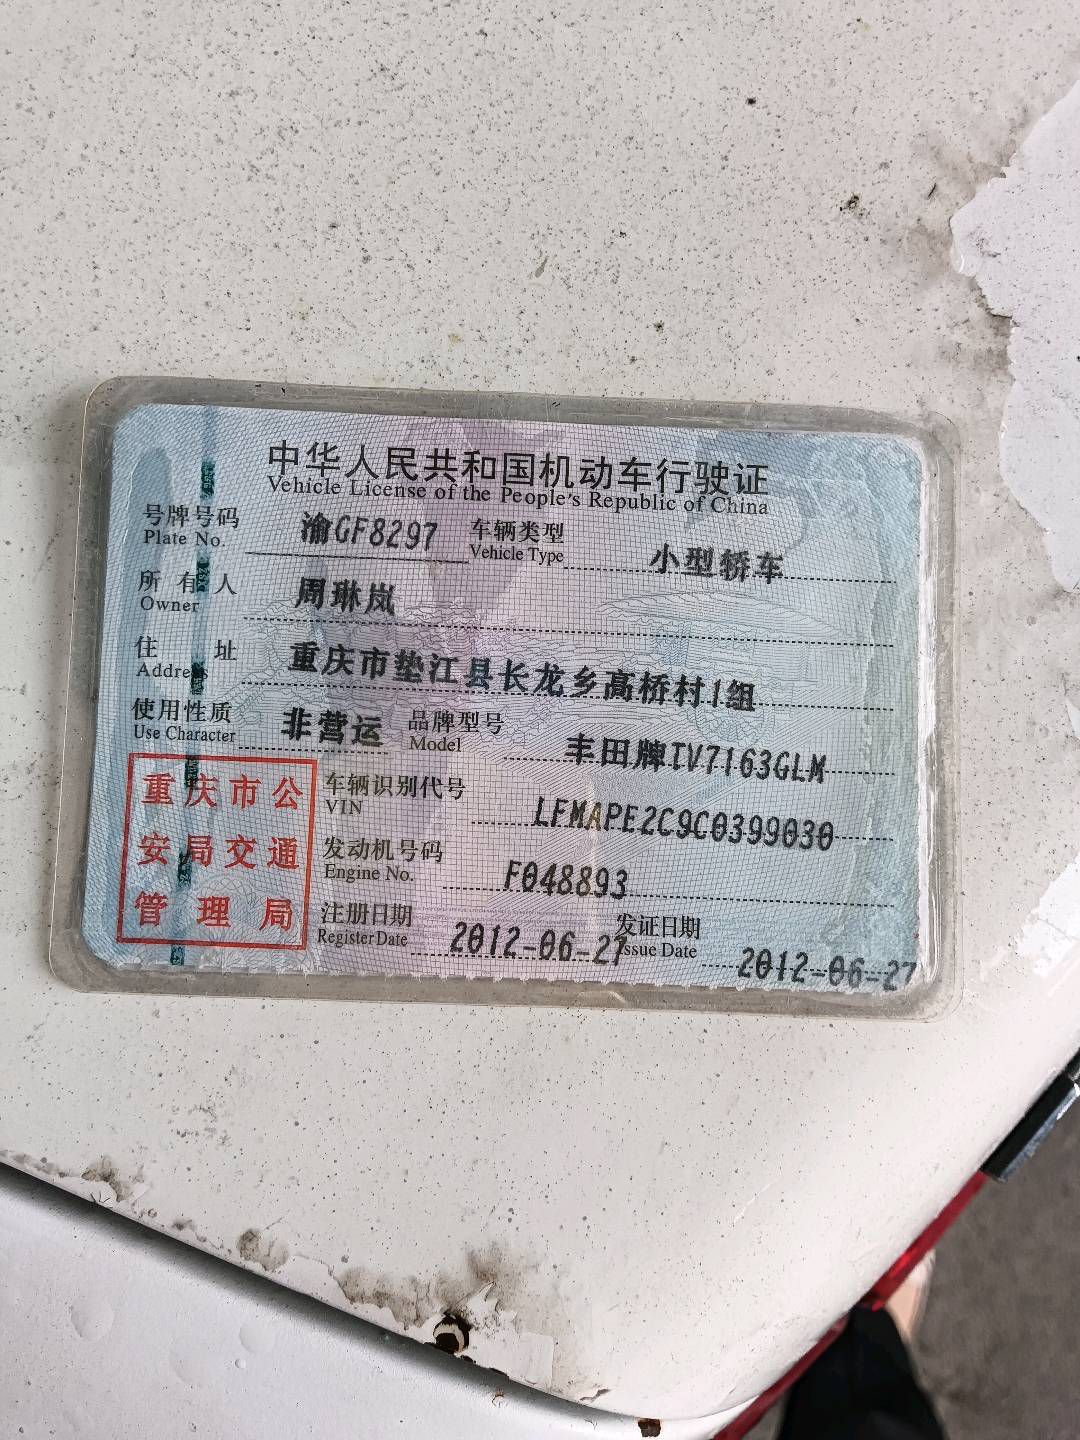 中华人民共和国机动车行驶证
Vehicle License of the People's Republic of China
号牌号码 渝GF8297 车辆类型 小型轿车
Plate No. Vehicle Type
所有人 周琳岚
Owner
住址 重庆市垫江县长龙乡高桥村1组
Address
使用性质 非营运 品牌型号 丰田牌TV7163GLM
Use Character Model
重庆市公安局交通管理局
车辆识别代号 LFMAPE2C9C0399030
VIN
发动机号码 F048893
Engine No.
注册日期 2012-06-27 发证日期 2012-06-27
Register Date Issue Date